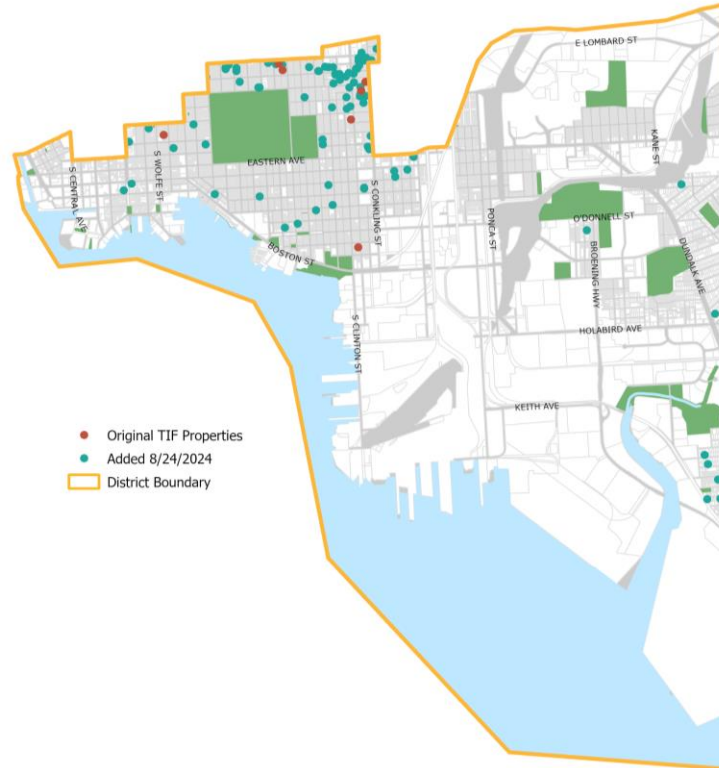 E LOMBARD ST
KANE ST
S WOLFE ST
EASTERN AVE
S CENTRAL AVE
S CONKLING ST
PONCA ST
O'DONNELL ST
BROENING HWY
DUNDALK AVE
BOSTON ST
S CLINTON ST
HOLABIRD AVE
KEITH AVE
Original TIF Properties
Added 8/24/2024
District Boundary